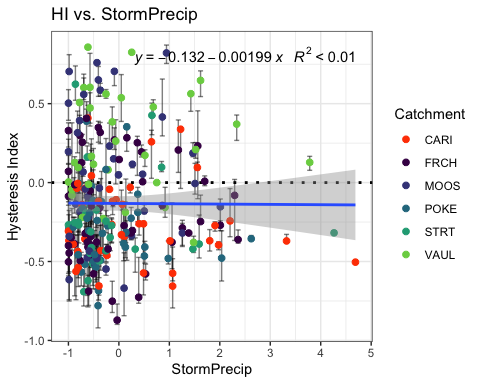 HI vs. StormPrecip
y = −0.132 − 0.00199 x R² < 0.01
0.5
0.0
-0.5
-1.0
Hysteresis Index
-1 0 1 2 3 4 5
StormPrecip
Catchment
CARI
FRCH
MOOS
POKE
STRT
VAUL